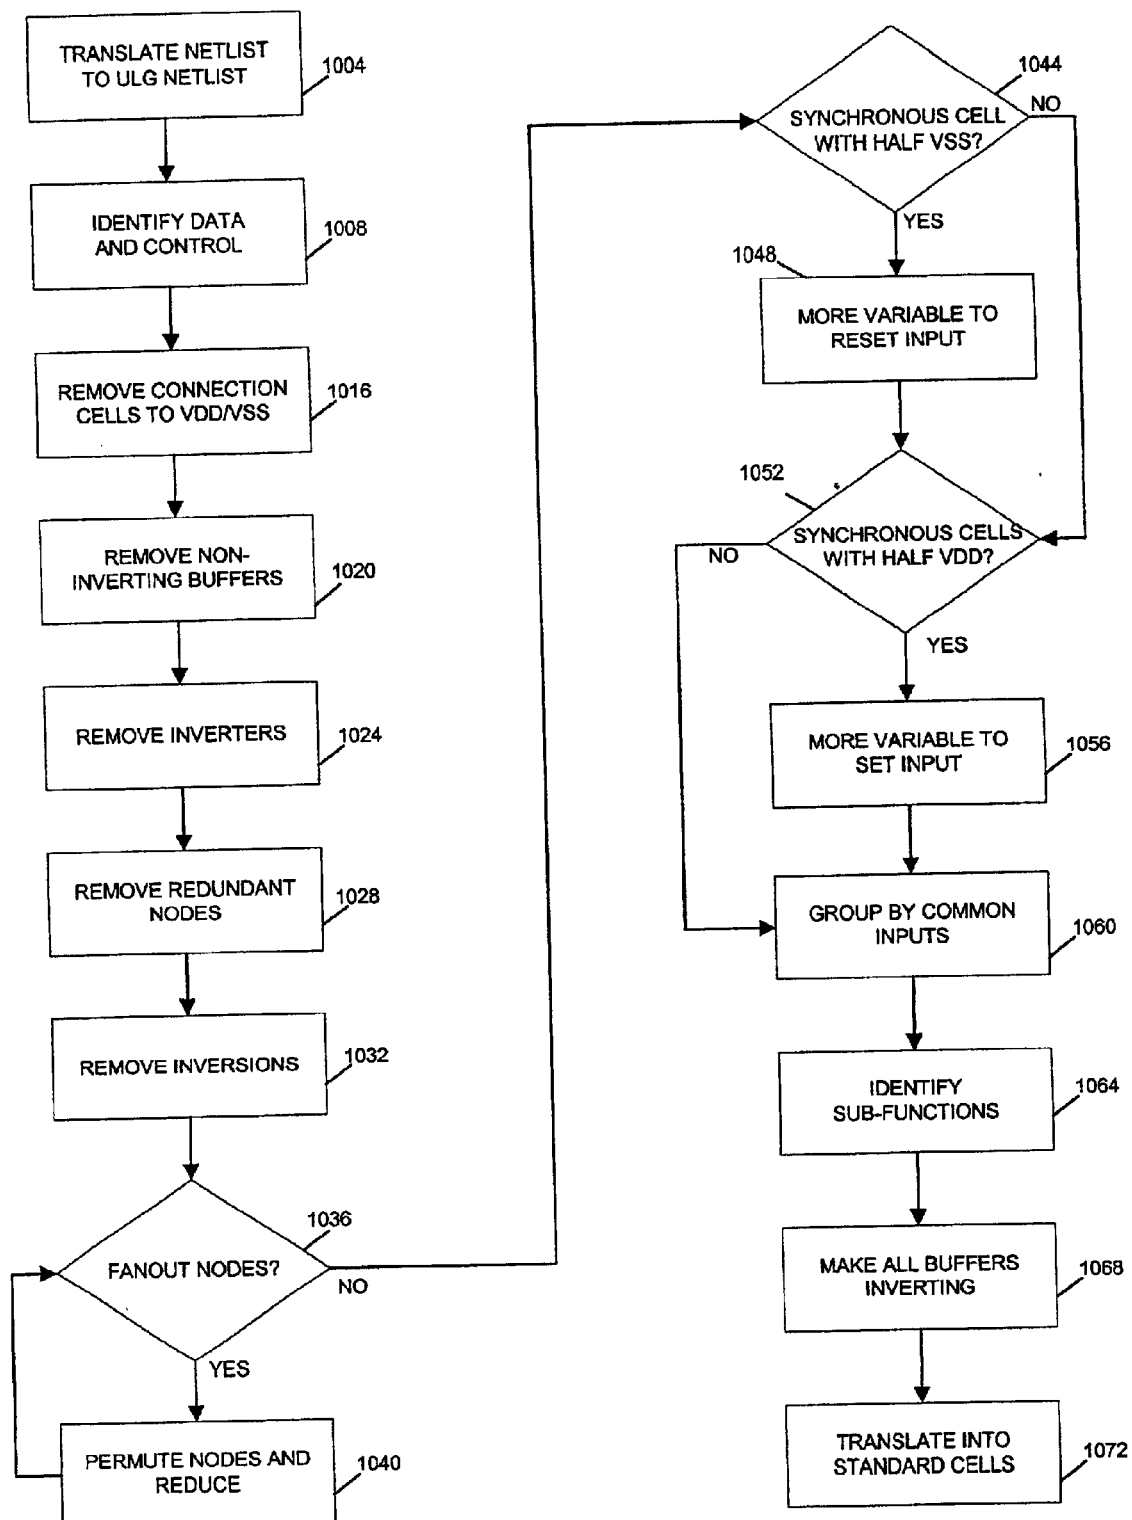 TRANSLATE NETLIST
TO ULG NETLIST
1004
IDENTIFY DATA
AND CONTROL
1008
REMOVE CONNECTION
CELLS TO VDD/VSS
1016
REMOVE NON-
INVERTING BUFFERS
1020
REMOVE INVERTERS
1024
REMOVE REDUNDANT
NODES
1028
REMOVE INVERSIONS
1032
FANOUT NODES?
1036
NO
YES
PERMUTE NODES AND
REDUCE
1040
SYNCHRONOUS CELL
WITH HALF VSS?
1044
NO
YES
1048
MORE VARIABLE TO
RESET INPUT
1052
SYNCHRONOUS CELLS
WITH HALF VDD?
NO
YES
MORE VARIABLE TO
SET INPUT
1056
GROUP BY COMMON
INPUTS
1060
IDENTIFY
SUB-FUNCTIONS
1064
MAKE ALL BUFFERS
INVERTING
1068
TRANSLATE INTO
STANDARD CELLS
1072